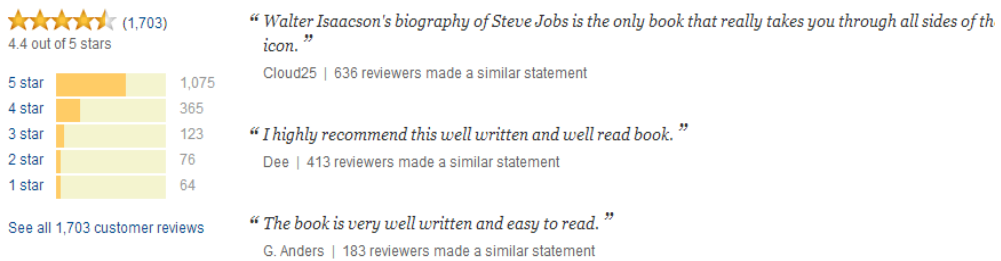 (1,703)
4.4 out of 5 stars
5 star 1,075
4 star 365
3 star 123
2 star 76
1 star 64
See all 1,703 customer reviews
“ Walter Isaacson's biography of Steve Jobs is the only book that really takes you through all sides of the
icon. ”
Cloud25 | 636 reviewers made a similar statement
“ I highly recommend this well written and well read book. ”
Dee | 413 reviewers made a similar statement
“ The book is very well written and easy to read. ”
G. Anders | 183 reviewers made a similar statement